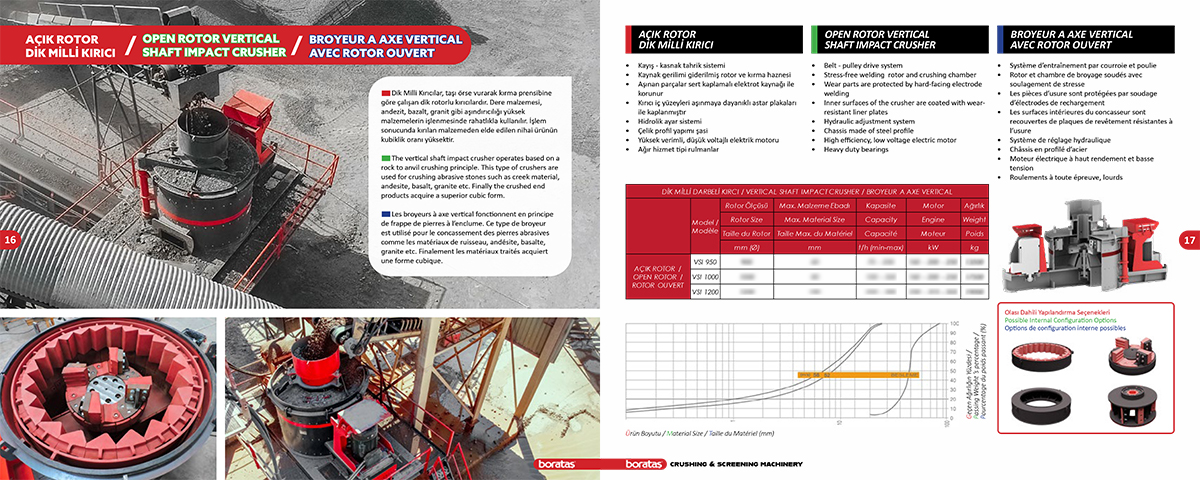 AÇIK ROTOR
DİK MİLLİ KIRICI
/
OPEN ROTOR VERTICAL
SHAFT IMPACT CRUSHER
/
BROYEUR A AXE VERTICAL
AVEC ROTOR OUVERT
Dik Milli Kırıcılar, taşı örse vurarak kırma prensibine
göre çalışan dik rotorlu kırıcılardır. Dere malzemesi,
andezit, bazalt, granit gibi aşındırıcılığı yüksek
malzemelerin işlenmesinde rahatlıkla kullanılır. İşlem
sonucunda kırılan malzemeden elde edilen nihai ürünün
kubiklik oranı yüksektir.
The vertical shaft impact crusher operates based on a
rock to anvil crushing principle. This type of crushers are
used for crushing abrasive stones such as creek material,
andesite, basalt, granite etc. Finally the crushed end
products acquire a superior cubic form.
Les broyeurs à axe vertical fonctionnent en principe
de frappe de pierres à l'enclume. Ce type de broyeur
est utilisé pour le concassement des pierres abrasives
comme les matériaux de ruisseau, andésite, basalte,
granite etc. Finalement les matériaux traités acquiert
une forme cubique.
16
boratas
AÇIK ROTOR
DİK MİLLİ KIRICI
• Kayış - kasnak tahrik sistemi
• Kaynak gerilimi giderilmiş rotor ve kırma haznesi
• Aşınan parçalar sert kaplamalı elektrot kaynağı ile
korunur
• Kırıcı iç yüzeyleri aşınmaya dayanıklı astar plakaları
ile kaplanmıştır
• Hidrolik ayar sistemi
• Çelik profil yapımı şasi
• Yüksek verimli, düşük voltajlı elektrik motoru
• Ağır hizmet tipi rulmanlar
OPEN ROTOR VERTICAL
SHAFT IMPACT CRUSHER
• Belt - pulley drive system
• Stress-free welding rotor and crushing chamber
• Wear parts are protected by hard-facing electrode
welding
• Inner surfaces of the crusher are coated with wear-
resistant liner plates
• Hydraulic adjustment system
• Chassis made of steel profile
• High efficiency, low voltage electric motor
• Heavy duty bearings
BROYEUR A AXE VERTICAL
AVEC ROTOR OUVERT
• Système d'entraînement par courroie et poulie
• Rotor et chambre de broyage soudés avec
soulagement de stresse
• Les pièces d'usure sont protégées par soudage
d'électrodes de rechargement
• Les surfaces intérieures du concasseur sont
recouvertes de plaques de revêtement résistantes à
l'usure
• Système de réglage hydraulique
• Châssis en profilé d'acier
• Moteur électrique à haut rendement et basse
tension
• Roulements à toute épreuve, lourds
DİK MİLLİ DARBELİ KIRCI / VERTICAL SHAFT IMPACT CRUSHER / BROYEUR A AXE VERTICAL
Model / Modèle
Rotor Ölçüsü Max. Malzeme Ebadı Kapasite Motor Ağırlık
Rotor Size Max. Material Size Capacity Engine Weight
Taille du Rotor Taille Max. du Matériel Capacité Moteur Poids
mm (Ø) mm t/h (min-max) kW kg
AÇIK ROTOR /
OPEN ROTOR /
ROTOR OUVERT
VSI 950
VSI 1000
VSI 1200
17
Olası Dahili Yapılandırma Seçenekleri
Possible Internal Configuration Options
Options de configuration interne possibles
100
90
80
70
60
50
40
30
20
10
0
100
Geçen Ağırlığın Yüzdesi /
Passing Weight 's percentage /
Pourcentage du poids passant (%)
Ürün Boyutu / Material Size / Taille du Matériel (mm)
boratas CRUSHING & SCREENING MACHINERY